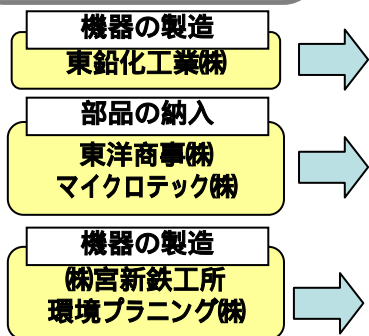 機器の製造
東鉛化工業㈱
部品の納入
東洋商事㈱
マイクロテック㈱
機器の製造
㈱宮新鉄工所
環境プラニング㈱